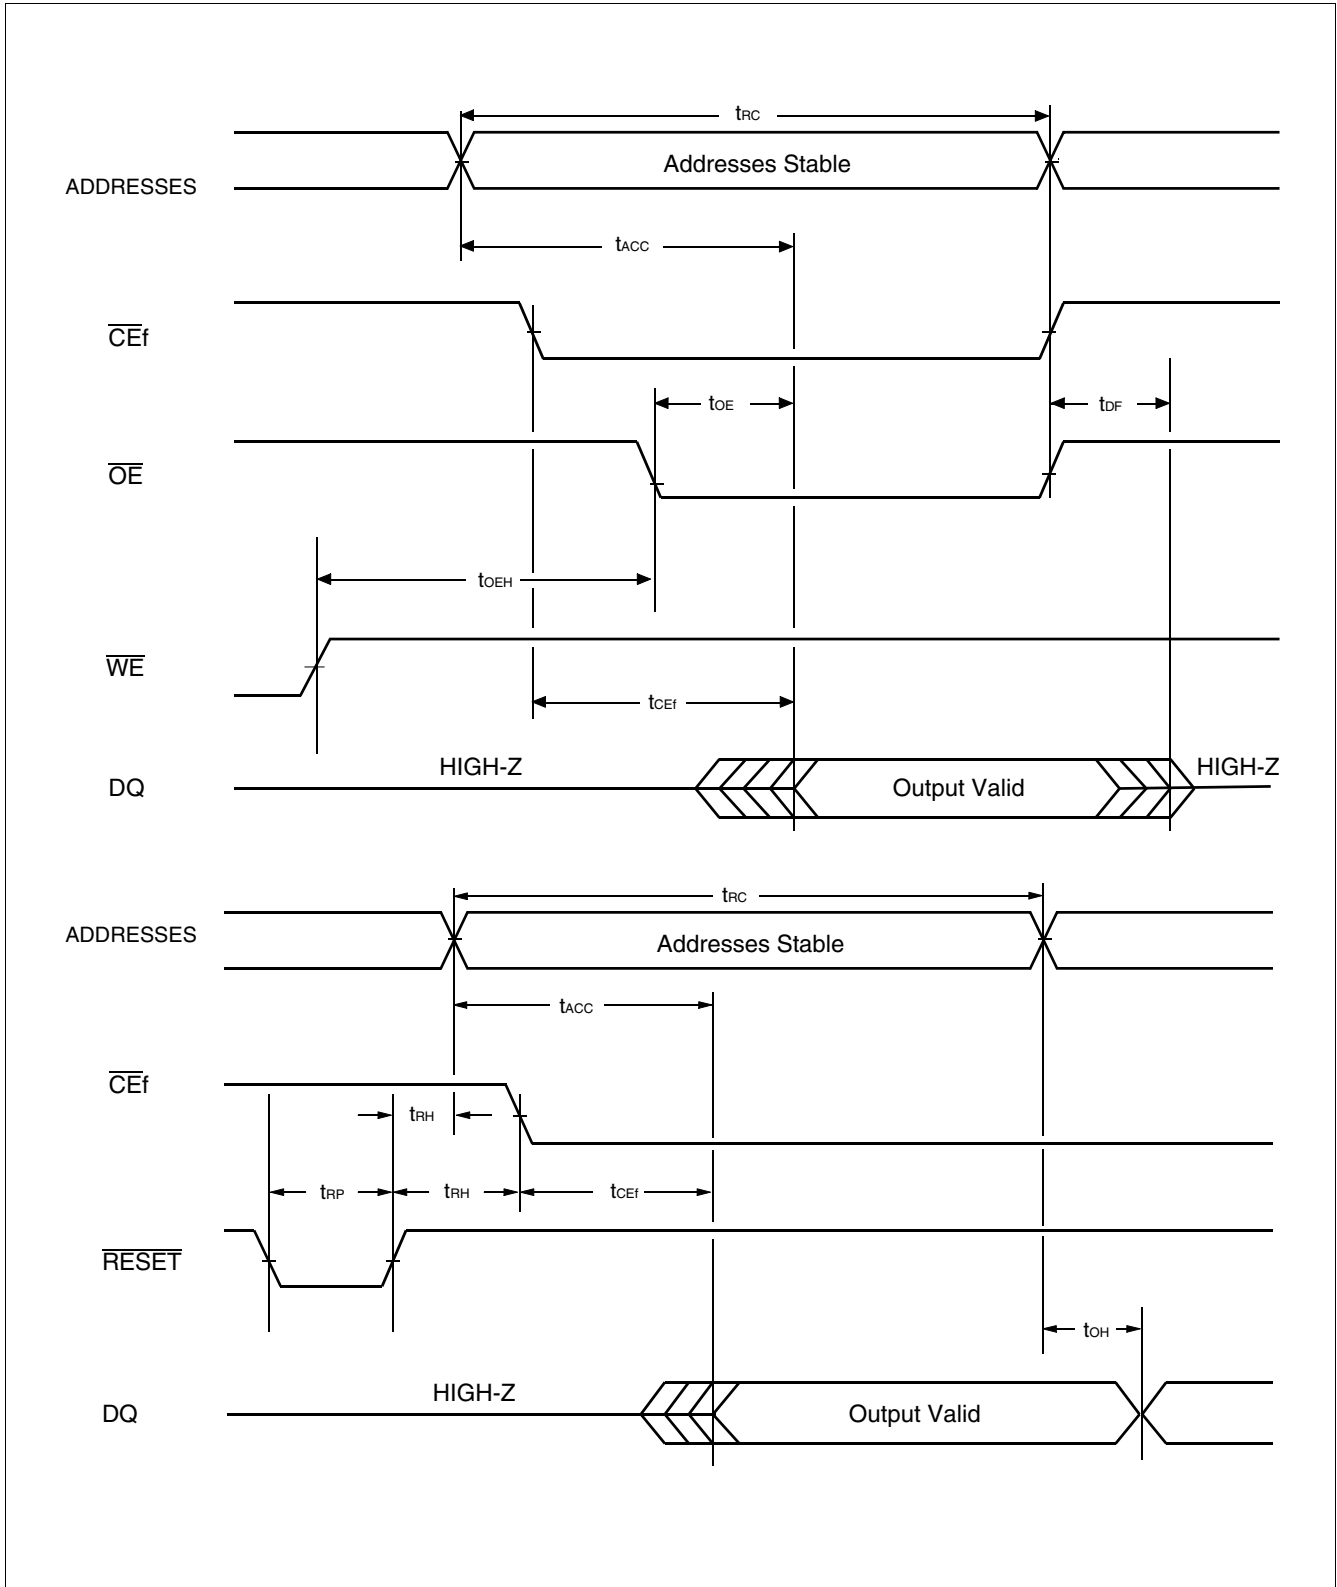 tRC
Addresses Stable
ADDRESSES
tACC
CEf
tOE
tDF
OE
tOEH
WE
tCEf
HIGH-Z
HIGH-Z
DQ
Output Valid
tRC
ADDRESSES
Addresses Stable
tACC
CEf
tRH
tRP
tRH
tCEf
RESET
tOH
HIGH-Z
DQ
Output Valid